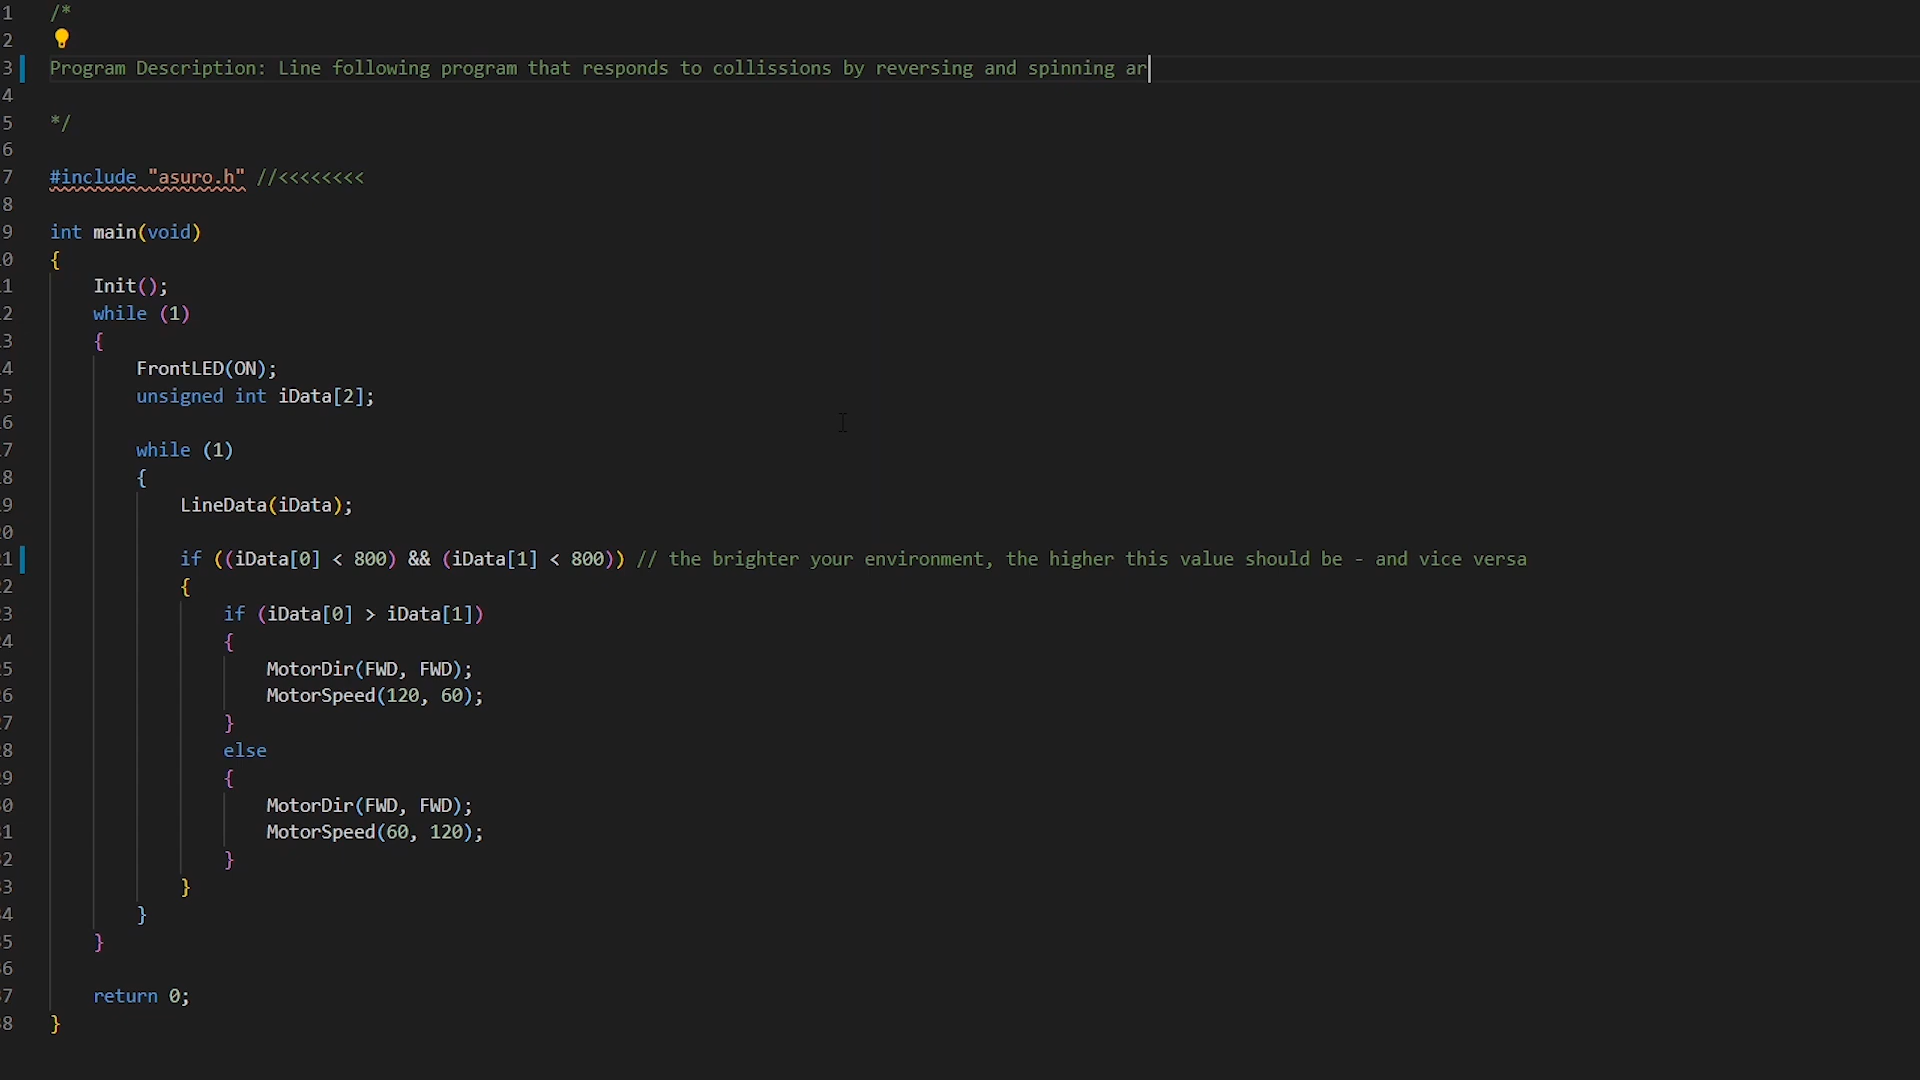 1 /*
2
3 Program Description: Line following program that responds to collissions by reversing and spinning ar
4
5 */
6
7 #include "asuro.h" //<<<<<<<<
8
9 int main(void)
0 {
1 Init();
2 while (1)
3 {
4 FrontLED(ON);
5 unsigned int iData[2];
6
7 while (1)
8 {
9 LineData(iData);
0
1 if ((iData[0] < 800) && (iData[1] < 800)) // the brighter your environment, the higher this value should be - and vice versa
2 {
3 if (iData[0] > iData[1])
4 {
5 MotorDir(FWD, FWD);
6 MotorSpeed(120, 60);
7 }
8 else
9 {
0 MotorDir(FWD, FWD);
1 MotorSpeed(60, 120);
2 }
3 }
4 }
5 }
6
7 return 0;
8 }